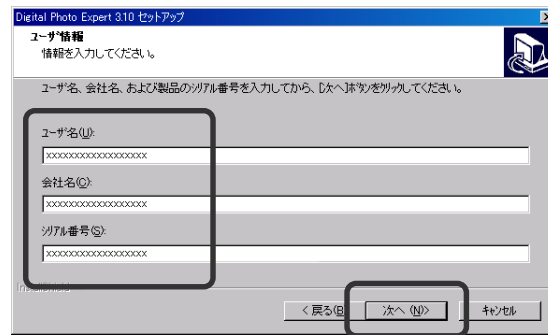 Digital Photo Expert 3.10 セットアップ
ユーザ情報
情報を入力してください。
ユーザ名、会社名、および製品のシリアル番号を入力してから、[次へ]ボタンをクリックしてください。
ユーザ名(U):
xxxxxxxxxxxxxxxxx
会社名(C):
xxxxxxxxxxxxxxxxx
シリアル番号(S):
xxxxxxxxxxxxxxxxx
InstallShield
< 戻る(B) 次へ (N)> キャンセル